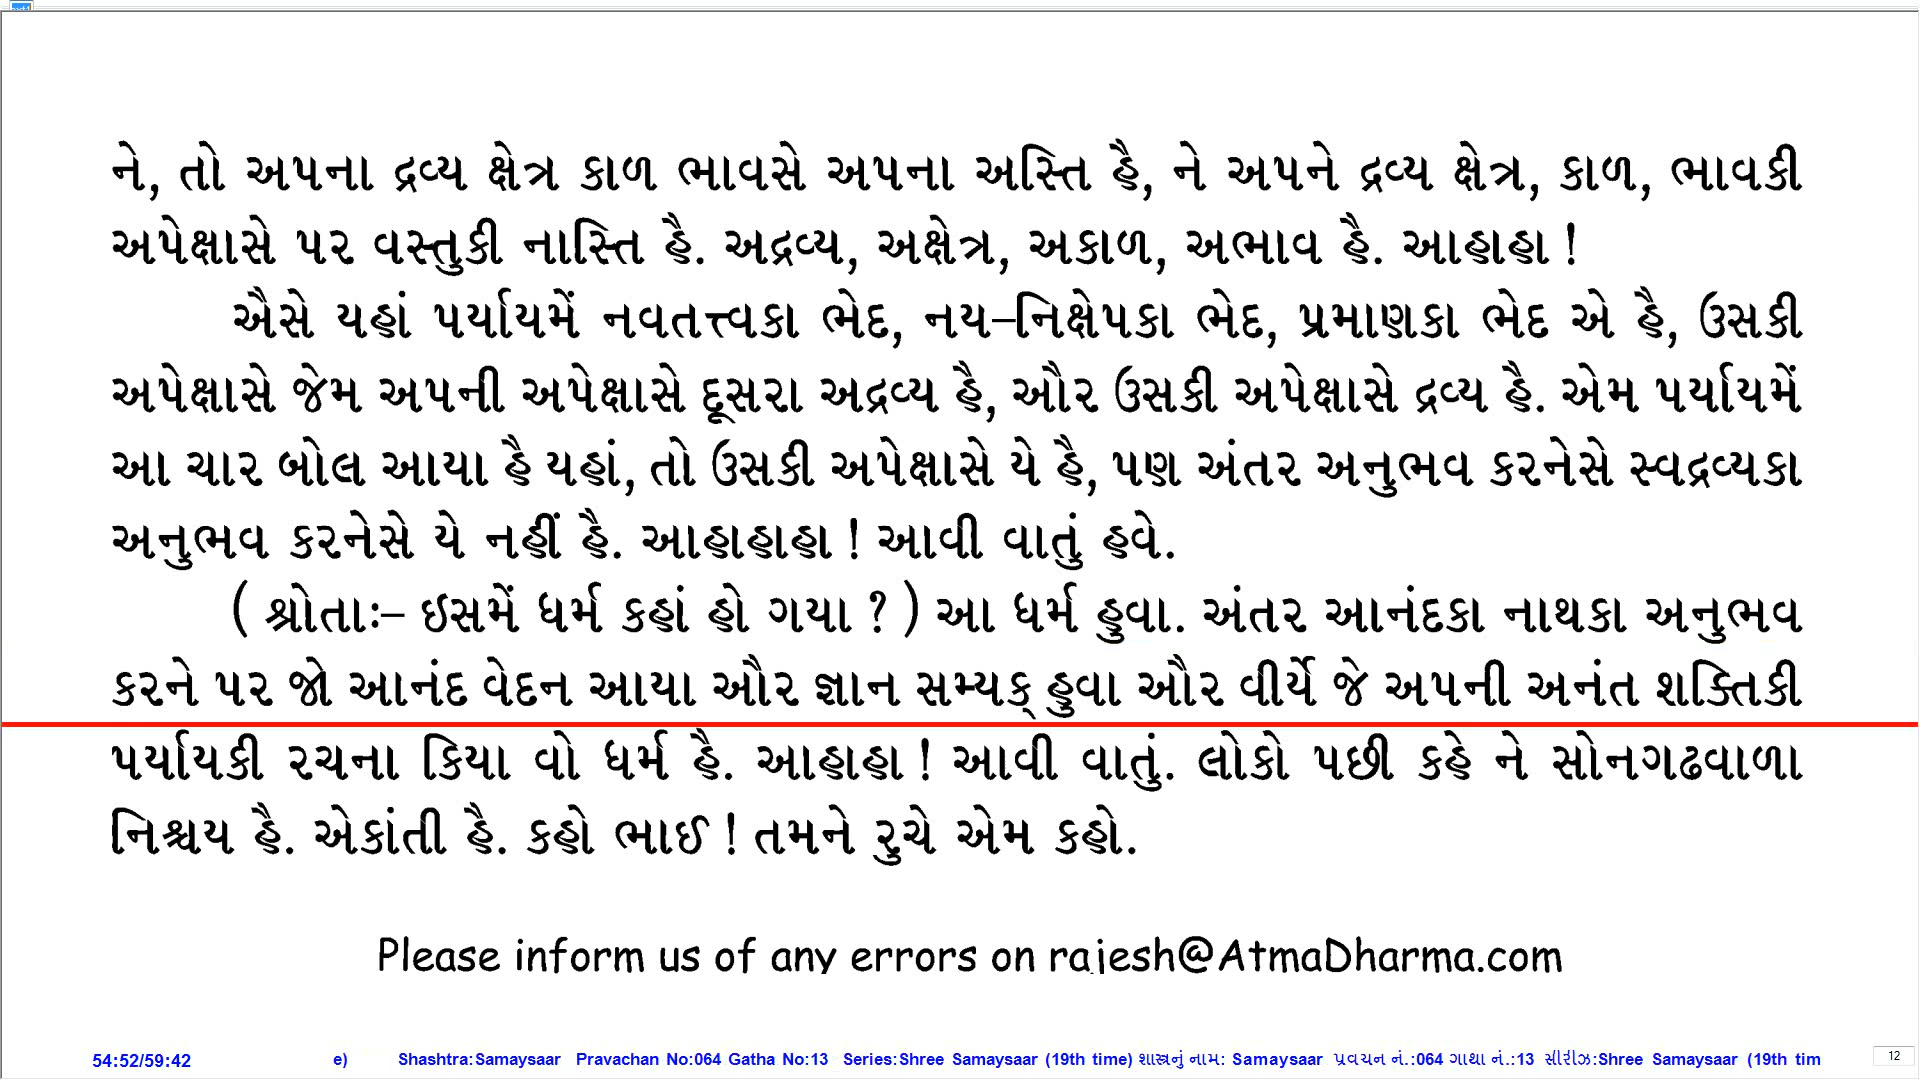 ને, તો અપના દ્રવ્ય ક્ષેત્ર કાળ ભાવસે અપના અસ્તિ હૈ, ને અપને દ્રવ્ય ક્ષેત્ર, કાળ, ભાવકી
અપેક્ષાસે પર વસ્તુકી નાસ્તિ હૈ. અદ્રવ્ય, અક્ષેત્ર, અકાળ, અભાવ હૈ. આહાહા !
ઐસે યહાં પર્યાયમેં નવતત્ત્વકા ભેદ, નય–નિક્ષેપકા ભેદ, પ્રમાણકા ભેદ એ હૈ, ઉસકી
અપેક્ષાસે જેમ અપની અપેક્ષાસે દૂસરા અદ્રવ્ય હૈ, ઔર ઉસકી અપેક્ષાસે દ્રવ્ય હૈ. એમ પર્યાયમેં
આ ચાર બોલ આયા હૈ યહાં, તો ઉસકી અપેક્ષાસે યે હૈ, પણ અંતર અનુભવ કરનેસે સ્વદ્રવ્યકા
અનુભવ કરનેસે યે નહીં હૈ. આહાહાહા ! આવી વાતું હવે.
( શ્રોતાઃ– ઇસમેં ધર્મ કહાં હો ગયા ? ) આ ધર્મ હુવા. અંતર આનંદકા નાથકા અનુભવ
કરને પર જો આનંદ વેદન આયા ઔર જ્ઞાન સમ્યક્ હુવા ઔર વીર્યે જે અપની અનંત શક્તિકી
પર્યાયકી રચના કિયા વો ધર્મ હૈ. આહાહા ! આવી વાતું. લોકો પછી કહે ને સોનગઢવાળા
નિશ્ચય હૈ. એકાંતી હૈ. કહો ભાઈ ! તમને રુચે એમ કહો.
Please inform us of any errors on rajesh@AtmaDharma.com
54:52/59:42 e) Shashtra:Samaysaar Pravachan No:064 Gatha No:13 Series:Shree Samaysaar (19th time) શાસ્ત્રનું નામ: Samaysaar પ્રવચન નં.:064 ગાથા નં.:13 સીરીઝ:Shree Samaysaar (19th tim 12